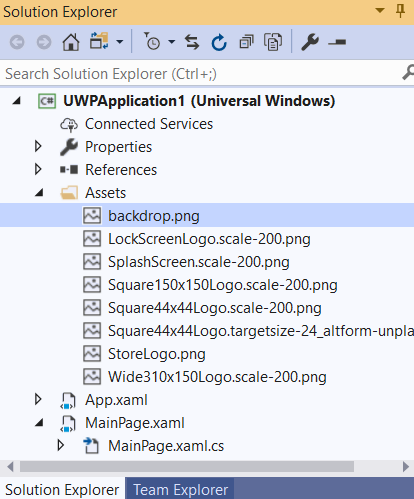 Solution Explorer
Search Solution Explorer (Ctrl+;)
C# UWPApplication1 (Universal Windows)
Connected Services
Properties
References
Assets
backdrop.png
LockScreenLogo.scale-200.png
SplashScreen.scale-200.png
Square150x150Logo.scale-200.png
Square44x44Logo.scale-200.png
Square44x44Logo.targetsize-24_altform-unpla
StoreLogo.png
Wide310x150Logo.scale-200.png
App.xaml
MainPage.xaml
MainPage.xaml.cs
Solution Explorer Team Explorer